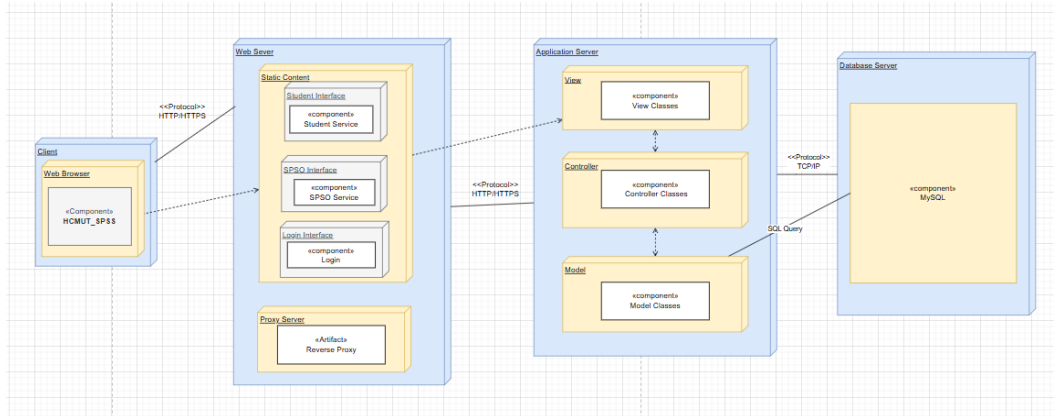 Client
Web Browser
«Component»
HCMUT_SPSS
<<Protocol>>
HTTP/HTTPS
Web Sever
Static Content
Student Interface
«component»
Student Service
SPSO Interface
«component»
SPSO Service
Login Interface
«component»
Login
Proxy Server
«Artifact»
Reverse Proxy
<<Protocol>>
HTTP/HTTPS
Application Server
View
«component»
View Classes
Controller
«component»
Controller Classes
Model
«component»
Model Classes
<<Protocol>>
TCP/IP
SQL Query
Database Server
«component»
MySQL